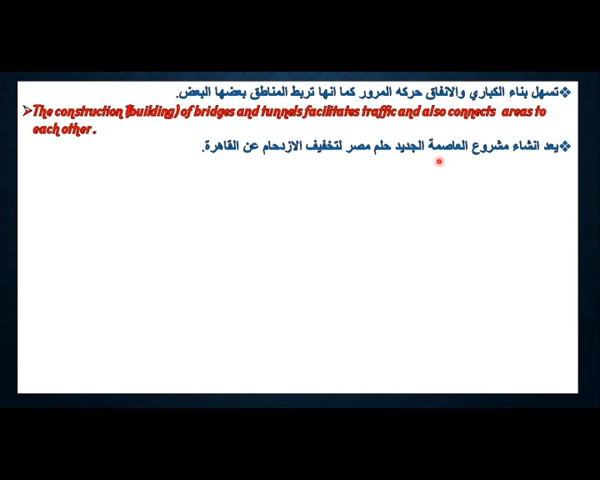 ❖تسهل بناء الكباري والانفاق حركه المرور كما انها تربط المناطق بعضها البعض.
➢The construction (building) of bridges and tunnels facilitates traffic and also connects areas to
each other .
❖يعد انشاء مشروع العاصمة الجديد حلم مصر لتخفيف الازدحام عن القاهرة.